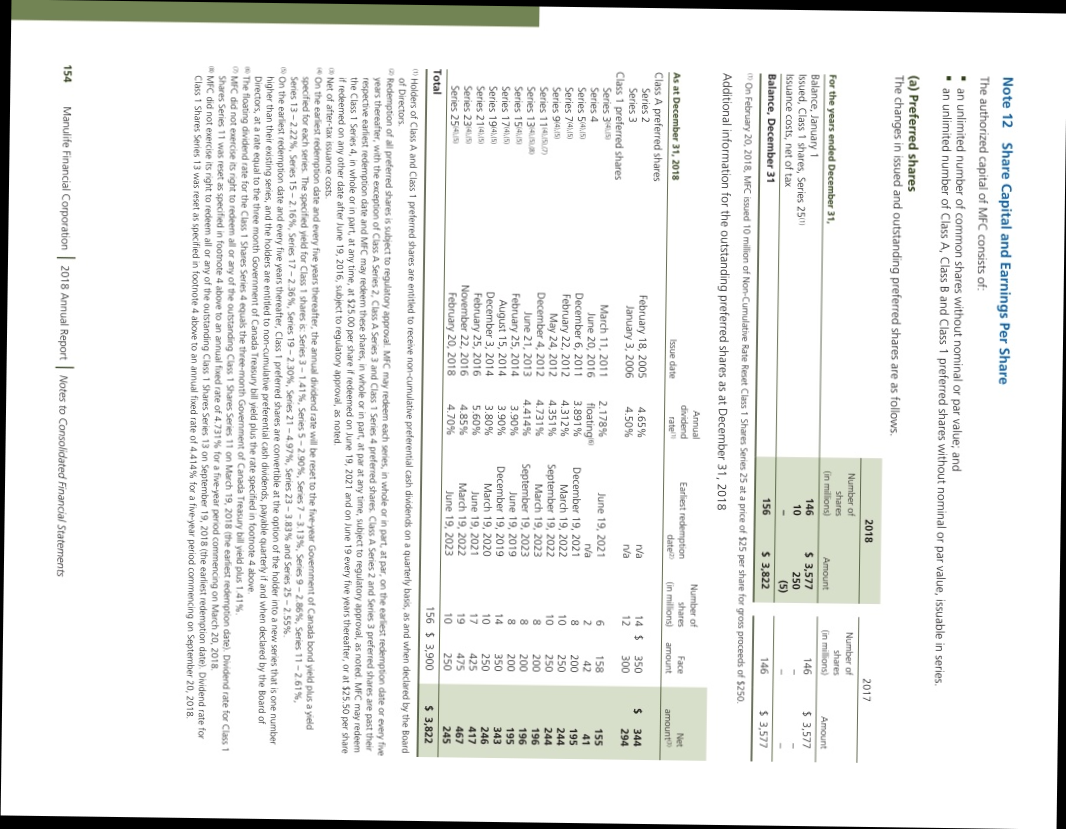 Note 12 Share Capital and Earnings Per Share
The authorized capital of MFC consists of:
▪ an unlimited number of common shares without nominal or par value; and
▪ an unlimited number of Class A, Class B and Class 1 preferred shares without nominal or par value, issuable in series.
(a) Preferred shares
The changes in issued and outstanding preferred shares are as follows.
2018 2017
For the years ended December 31, Number of shares (in millions) Amount Number of shares (in millions) Amount
Balance, January 1 146 $ 3,577 146 $ 3,577
Issued, Class 1 shares, Series 25(1) 10 250 – –
Issuance costs, net of tax – (5) – –
Balance, December 31 156 $ 3,822 146 $ 3,577
(1) On February 20, 2018, MFC issued 10 million of Non-Cumulative Rate Reset Class 1 Shares Series 25 at a price of $25 per share for gross proceeds of $250.
Additional information for the outstanding preferred shares as at December 31, 2018
As at December 31, 2018 Issue date Annual dividend rate(1) Earliest redemption date(2) Number of shares (in millions) Face amount Net amount(3)
Class A preferred shares
Series 2 February 18, 2005 4.65% n/a 14 $ 350 $ 344
Series 3 January 3, 2006 4.50% n/a 12 300 294
Class 1 preferred shares
Series 3(4),(5) March 11, 2011 2.178% June 19, 2021 6 158 155
Series 4 June 20, 2016 floating(6) n/a 2 42 41
Series 5(4),(5) December 6, 2011 3.891% December 19, 2021 8 200 195
Series 7(4),(5) February 22, 2012 4.312% March 19, 2022 10 250 244
Series 9(4),(5) May 24, 2012 4.351% September 19, 2022 10 250 244
Series 11(4),(5),(7) December 4, 2012 4.731% March 19, 2023 8 200 196
Series 13(4),(5),(8) June 21, 2013 4.414% September 19, 2023 8 200 196
Series 15(4),(5) February 25, 2014 3.90% June 19, 2019 8 200 195
Series 17(4),(5) August 15, 2014 3.90% December 19, 2019 14 350 343
Series 19(4),(5) December 3, 2014 3.80% March 19, 2020 10 250 246
Series 21(4),(5) February 25, 2016 5.60% June 19, 2021 17 425 417
Series 23(4),(5) November 22, 2016 4.85% March 19, 2022 19 475 467
Series 25(4),(5) February 20, 2018 4.70% June 19, 2023 10 250 245
Total 156 $ 3,900 $ 3,822
(1) Holders of Class A and Class 1 preferred shares are entitled to receive non-cumulative preferential cash dividends on a quarterly basis, as and when declared by the Board
of Directors.
(2) Redemption of all preferred shares is subject to regulatory approval. MFC may redeem each series, in whole or in part, at par, on the earliest redemption date or every five
years thereafter, with the exception of Class A Series 2, Class A Series 3 and Class 1 Series 4 preferred shares. Class A Series 2 and Series 3 preferred shares are past their
respective earliest redemption date and MFC may redeem these shares, in whole or in part, at par at any time, subject to regulatory approval, as noted. MFC may redeem
the Class 1 Series 4, in whole or in part, at any time, at $25.00 per share if redeemed on June 19, 2021 and on June 19 every five years thereafter, or at $25.50 per share
if redeemed on any other date after June 19, 2016, subject to regulatory approval, as noted.
(3) Net of after-tax issuance costs.
(4) On the earliest redemption date and every five years thereafter, the annual dividend rate will be reset to the five-year Government of Canada bond yield plus a yield
specified for each series. The specified yield for Class 1 shares is: Series 3 – 1.41%, Series 5 – 2.90%, Series 7 – 3.13%, Series 9 – 2.86%, Series 11 – 2.61%,
Series 13 – 2.22%, Series 15 – 2.16%, Series 17 – 2.36%, Series 19 – 2.30%, Series 21 – 4.97%, Series 23 – 3.83% and Series 25 – 2.55%.
(5) On the earliest redemption date and every five years thereafter, Class 1 preferred shares are convertible at the option of the holder into a new series that is one number
higher than their existing series, and the holders are entitled to non-cumulative preferential cash dividends, payable quarterly if and when declared by the Board of
Directors, at a rate equal to the three month Government of Canada Treasury bill yield plus the rate specified in footnote 4 above.
(6) The floating dividend rate for the Class 1 Shares Series 4 equals the three-month Government of Canada Treasury bill yield plus 1.41%.
(7) MFC did not exercise its right to redeem all or any of the outstanding Class 1 Shares Series 11 on March 19, 2018 (the earliest redemption date). Dividend rate for Class 1
Shares Series 11 was reset as specified in footnote 4 above to an annual fixed rate of 4.731% for a five-year period commencing on March 20, 2018.
(8) MFC did not exercise its right to redeem all or any of the outstanding Class 1 Shares Series 13 on September 19, 2018 (the earliest redemption date). Dividend rate for
Class 1 Shares Series 13 was reset as specified in footnote 4 above to an annual fixed rate of 4.414% for a five-year period commencing on September 20, 2018.
154 Manulife Financial Corporation | 2018 Annual Report | Notes to Consolidated Financial Statements